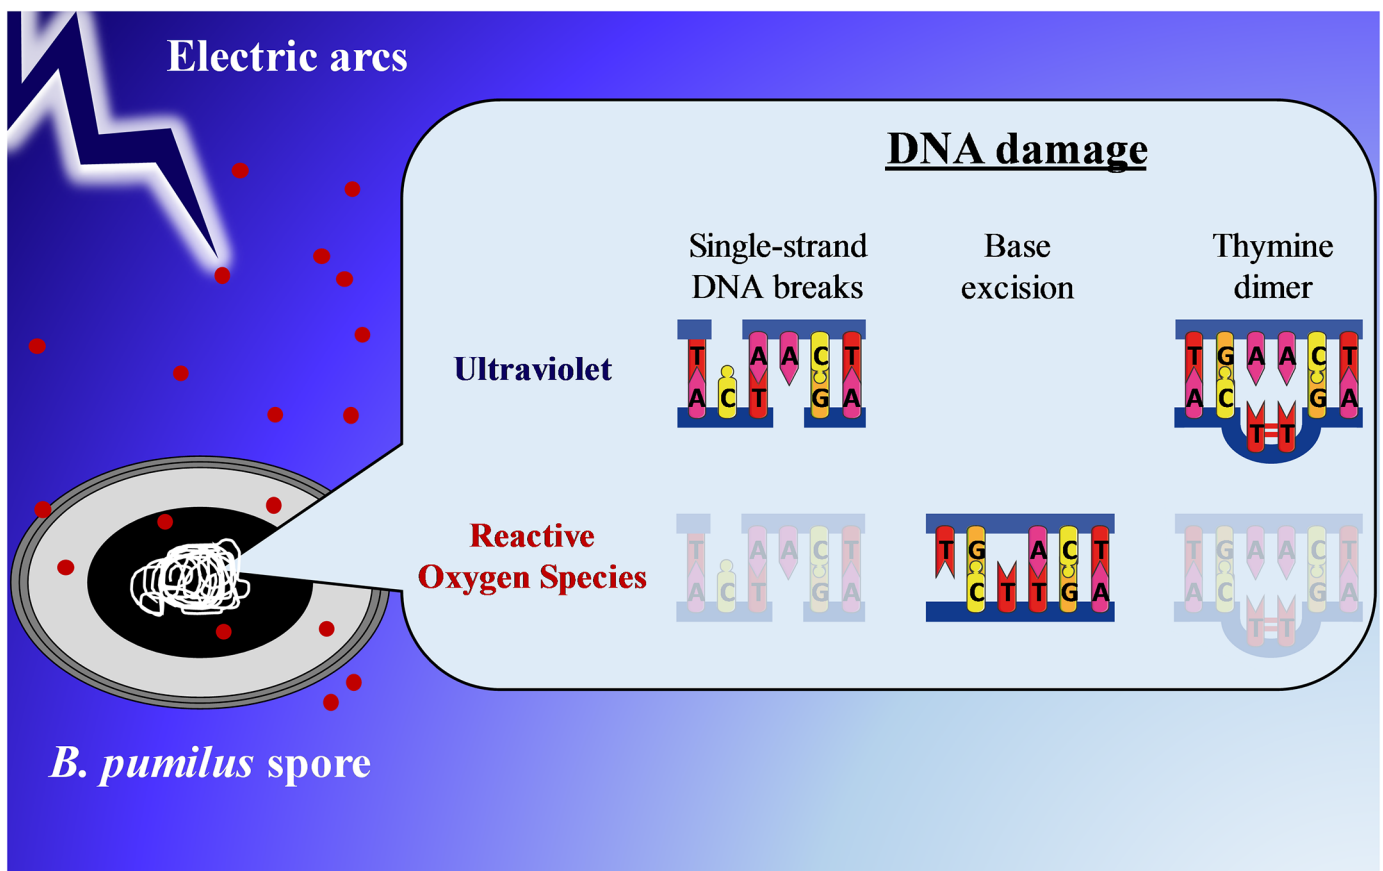 Electric arcs
DNA damage
Single-strand
DNA breaks
Base
excision
Thymine
dimer
Ultraviolet
T A A C T
A C T G A
T G A A C T
A C G A
T T
Reactive
Oxygen Species
T A A C T
A C T G A
T G A C T
C T T G A
T G A A C T
A C G A
T T
B. pumilus spore